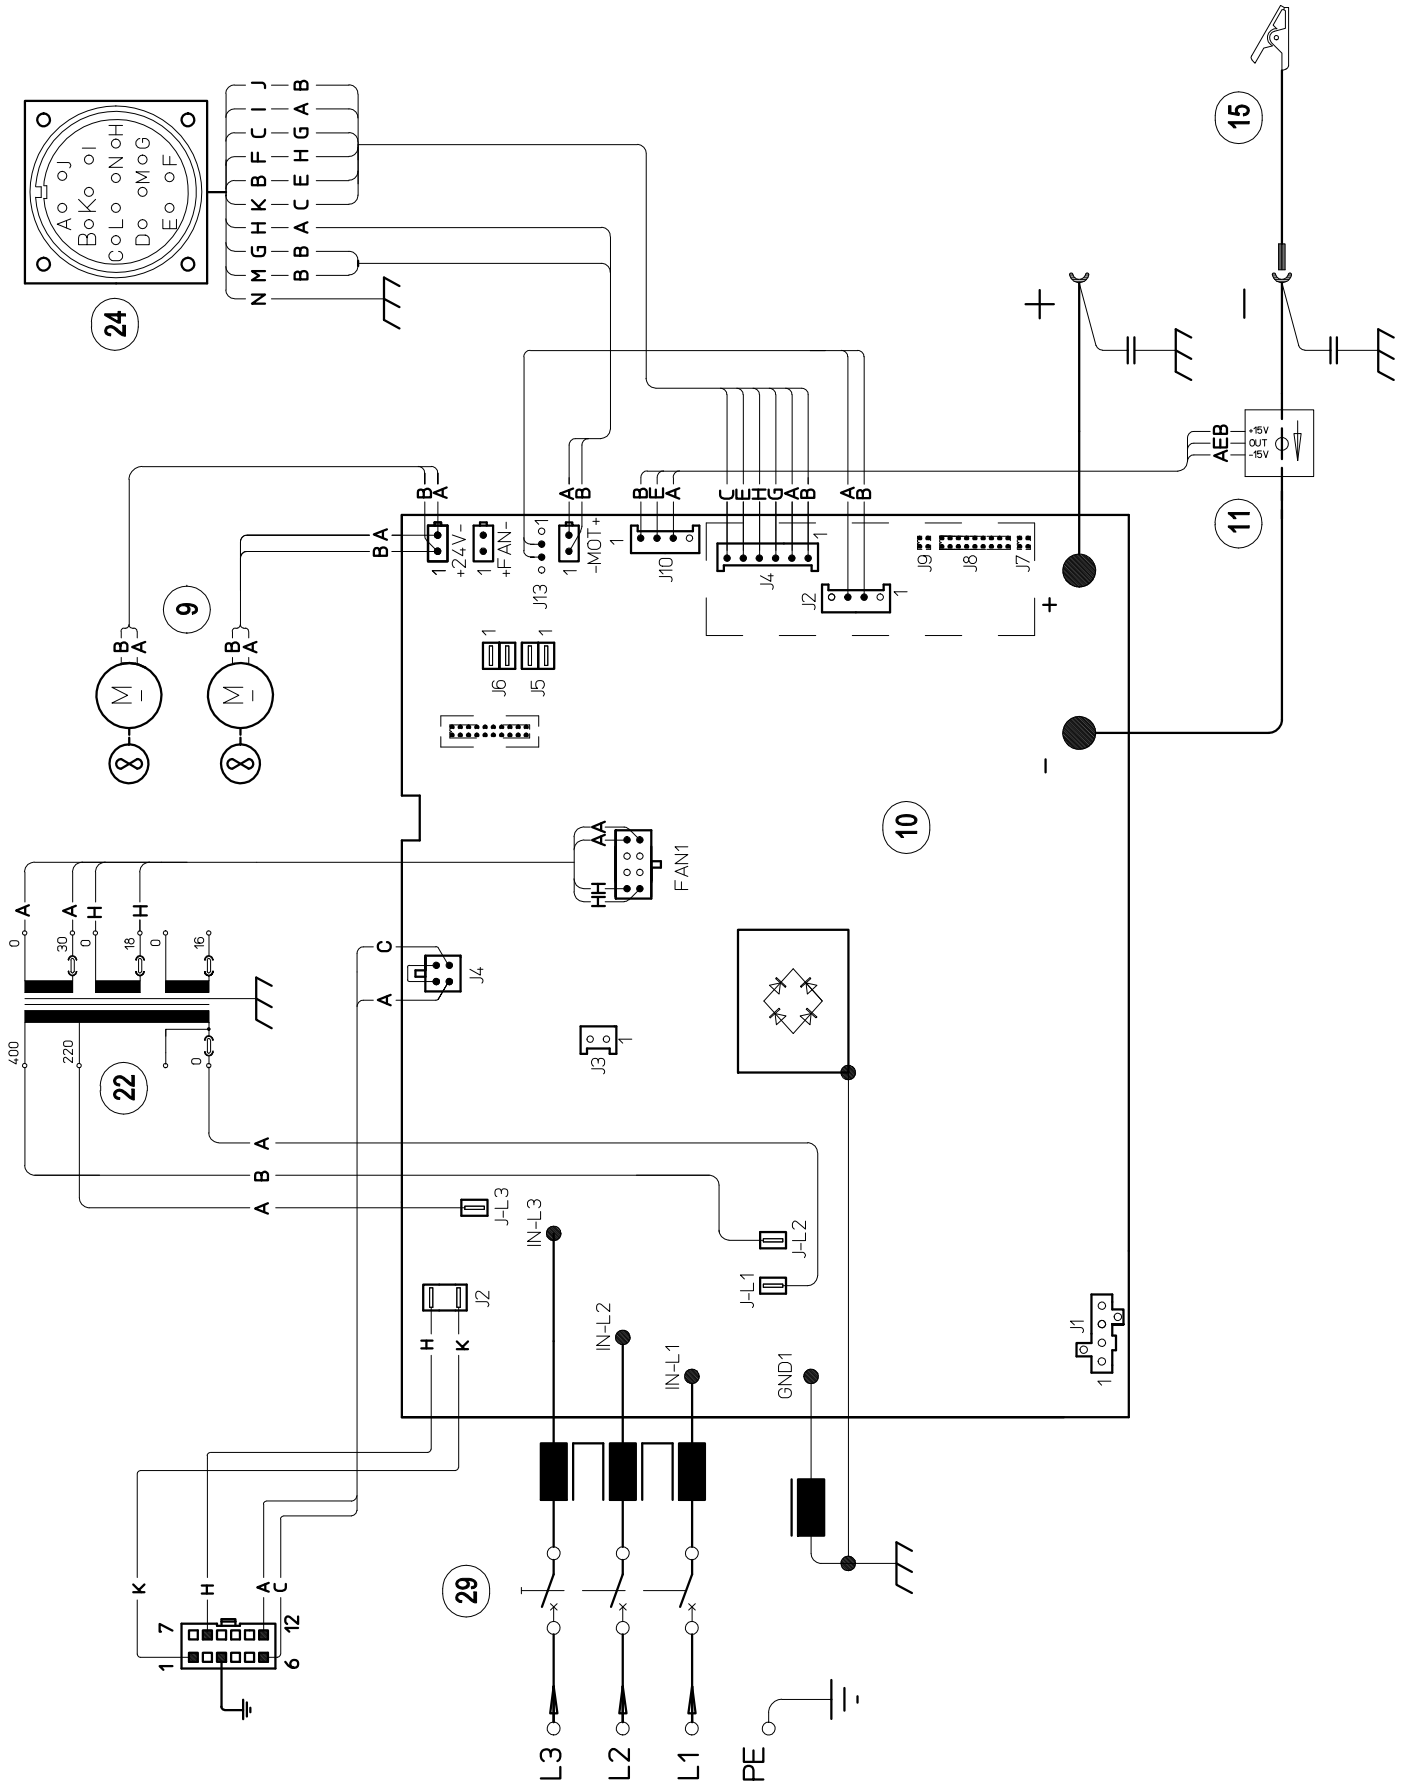 A J
B K I
C L N H
D M G
E F
24
J B
I A
C G
F H
B E
K C
H A
G B
M B
N
15
+
−
11
+15V
OUT
-15V
A E B
9
M
8
B
A
M
8
B
A
B A
B
A
1
+24V-
1
+FAN-
J13
1
1
-MOT+
A
B
J10
1
B
E
A
J4
1
C
E
H
G
A
B
J2
1
A
B
J9
J8
J7
+
-
J6
1
J5
1
10
FAN1
A
A
H
H
0
A
30
A
0
H
18
H
0
16
400
220
0
22
A
B
A
C
A
J4
J3
1
J-L3
IN-L3
J-L2
J-L1
IN-L2
IN-L1
GND1
J2
H
K
J1
1
K
H
A
C
1
7
6
12
29
L3
L2
L1
PE